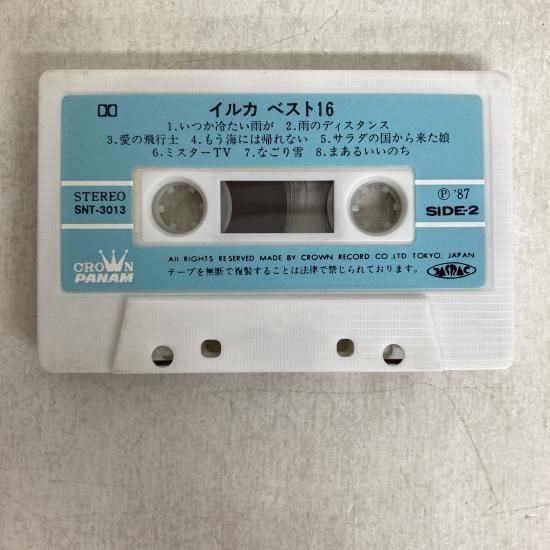 イルカ ベスト16
1.いつか冷たい雨が 2.雨のディスタンス
3.愛の飛行士 4.もう海には帰れない 5.サラダの国から来た娘
6.ミスターTV 7.なごり雪 8.まあるいいのち
STEREO
SNT-3013
Ⓟ '87
SIDE-2
CROWN
PANAM
All RIGHTS RESERVED MADE BY CROWN RECORD CO.,LTD TOKYO, JAPAN
テープを無断で複製することは法律で禁じられております。